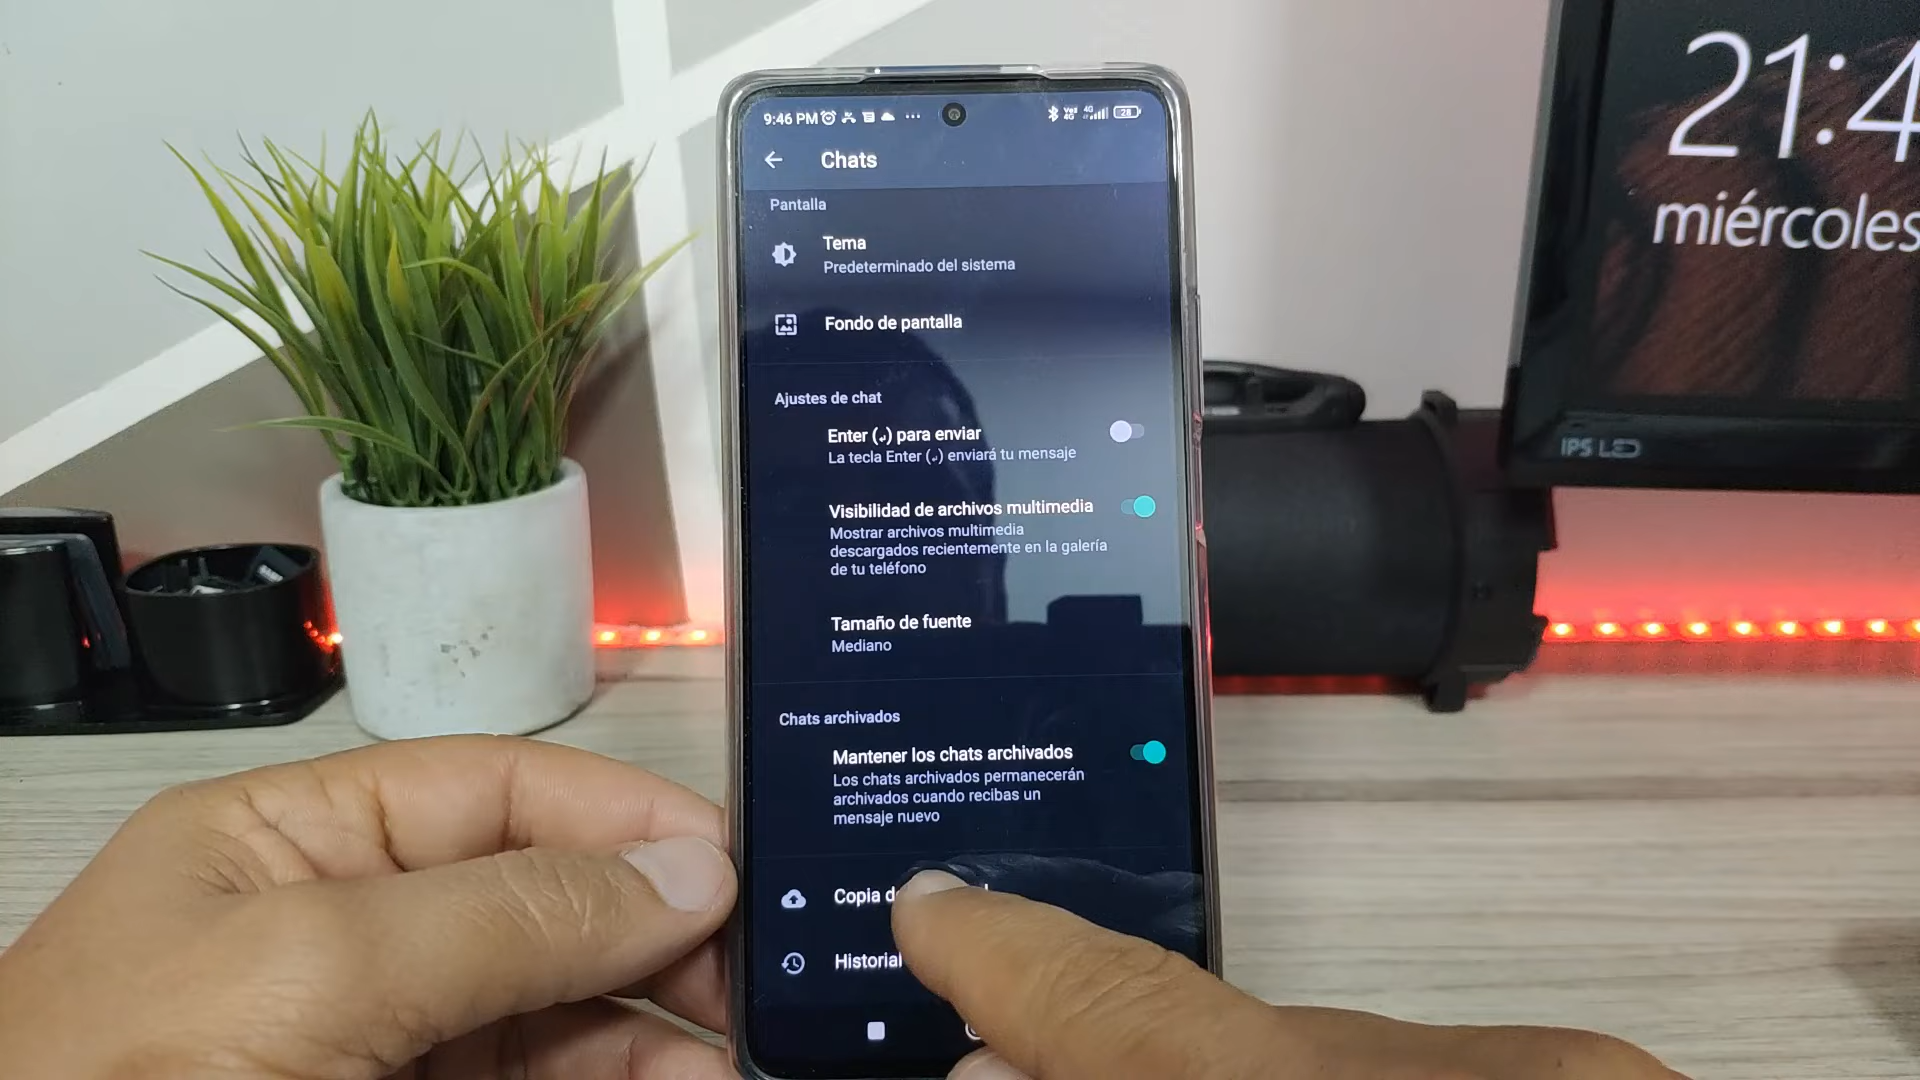 9:46 PM
28
Chats
Pantalla
Tema
Predeterminado del sistema
Fondo de pantalla
Ajustes de chat
Enter (↵) para enviar
La tecla Enter (↵) enviará tu mensaje
Visibilidad de archivos multimedia
Mostrar archivos multimedia
descargados recientemente en la galería
de tu teléfono
Tamaño de fuente
Mediano
Chats archivados
Mantener los chats archivados
Los chats archivados permanecerán
archivados cuando recibas un
mensaje nuevo
Copia
Historial
21:4
miércoles
IPS LED